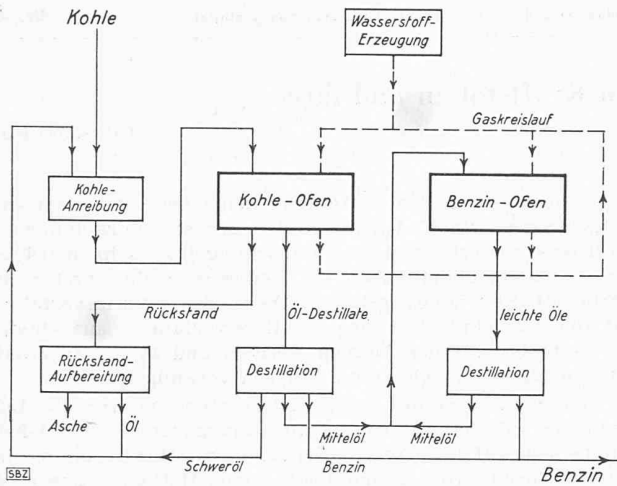 Kohle
Wasserstoff-
Erzeugung
Gaskreislauf
Kohle-
Anreibung
Kohle-Ofen
Benzin-Ofen
Rückstand
Öl-Destillate
leichte Öle
Rückstand-
Aufbereitung
Destillation
Destillation
Asche
Öl
Mittelöl
Mittelöl
Schweröl
Benzin
SBZ
Benzin